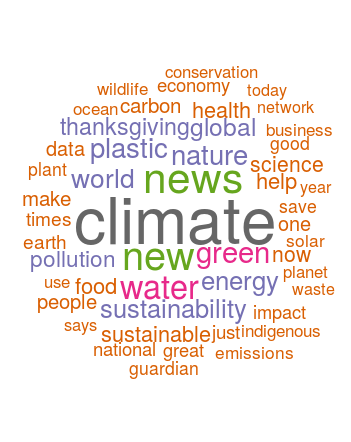 conservation
wildlife economy today
ocean carbon health network
thanksgiving global business
data plastic nature good
plant world news science
help year
make climate save
times one
earth new green now solar
pollution energy planet
use food water waste
people sustainability impact
says sustainable just indigenous
national great emissions
guardian